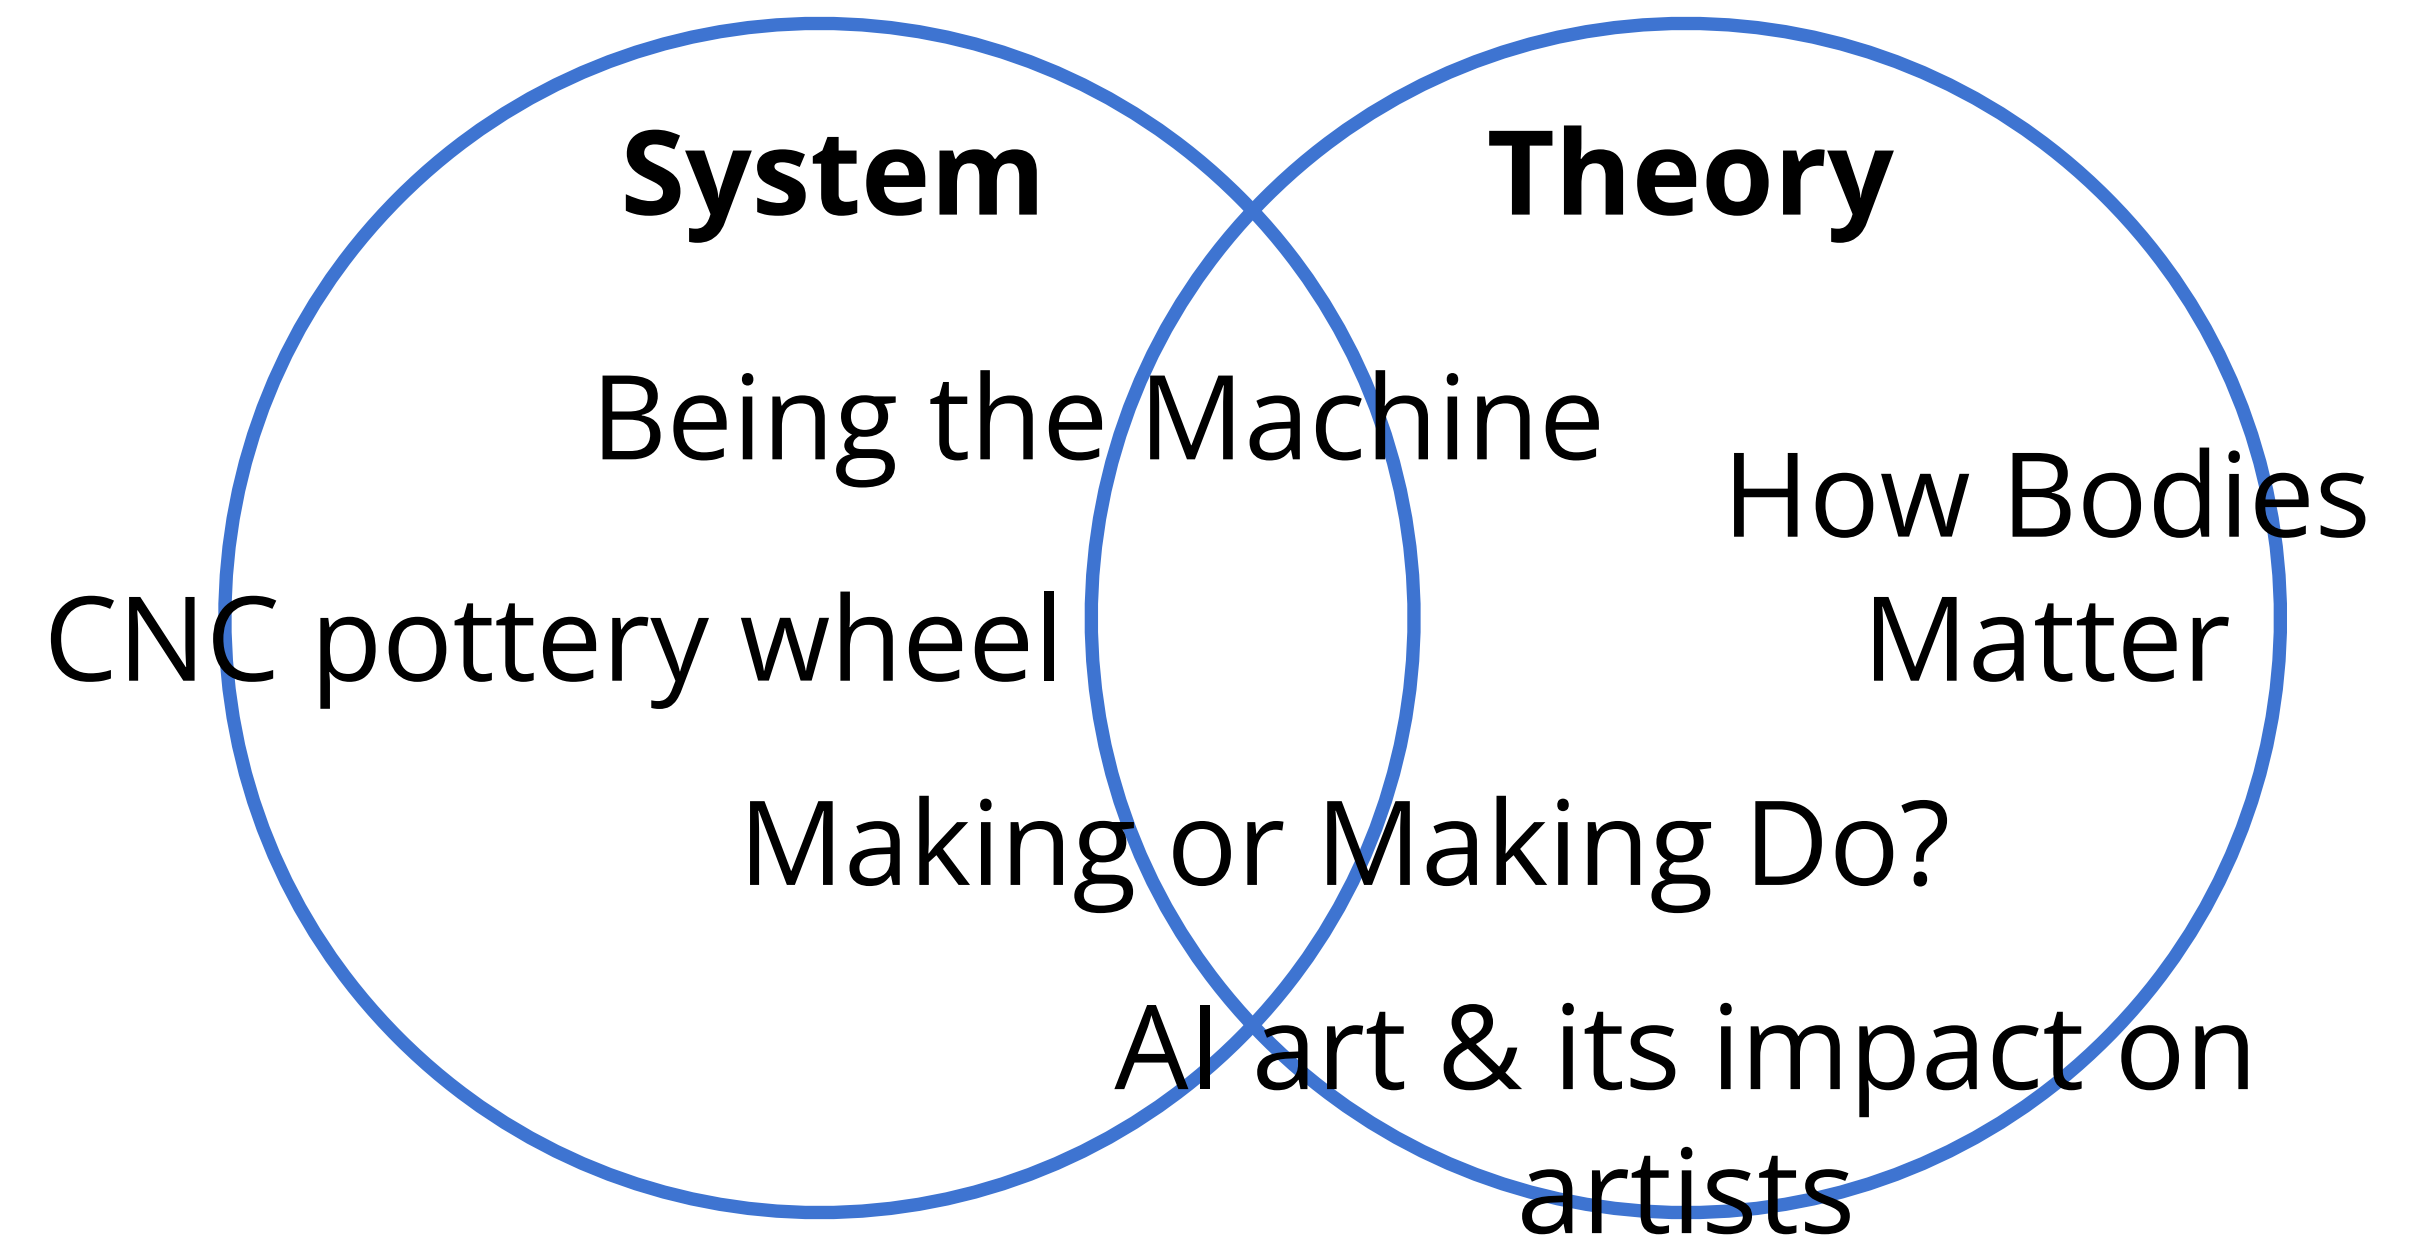 System
Theory
Being the Machine
How Bodies
Matter
CNC pottery wheel
Making or Making Do?
AI art & its impact on
artists